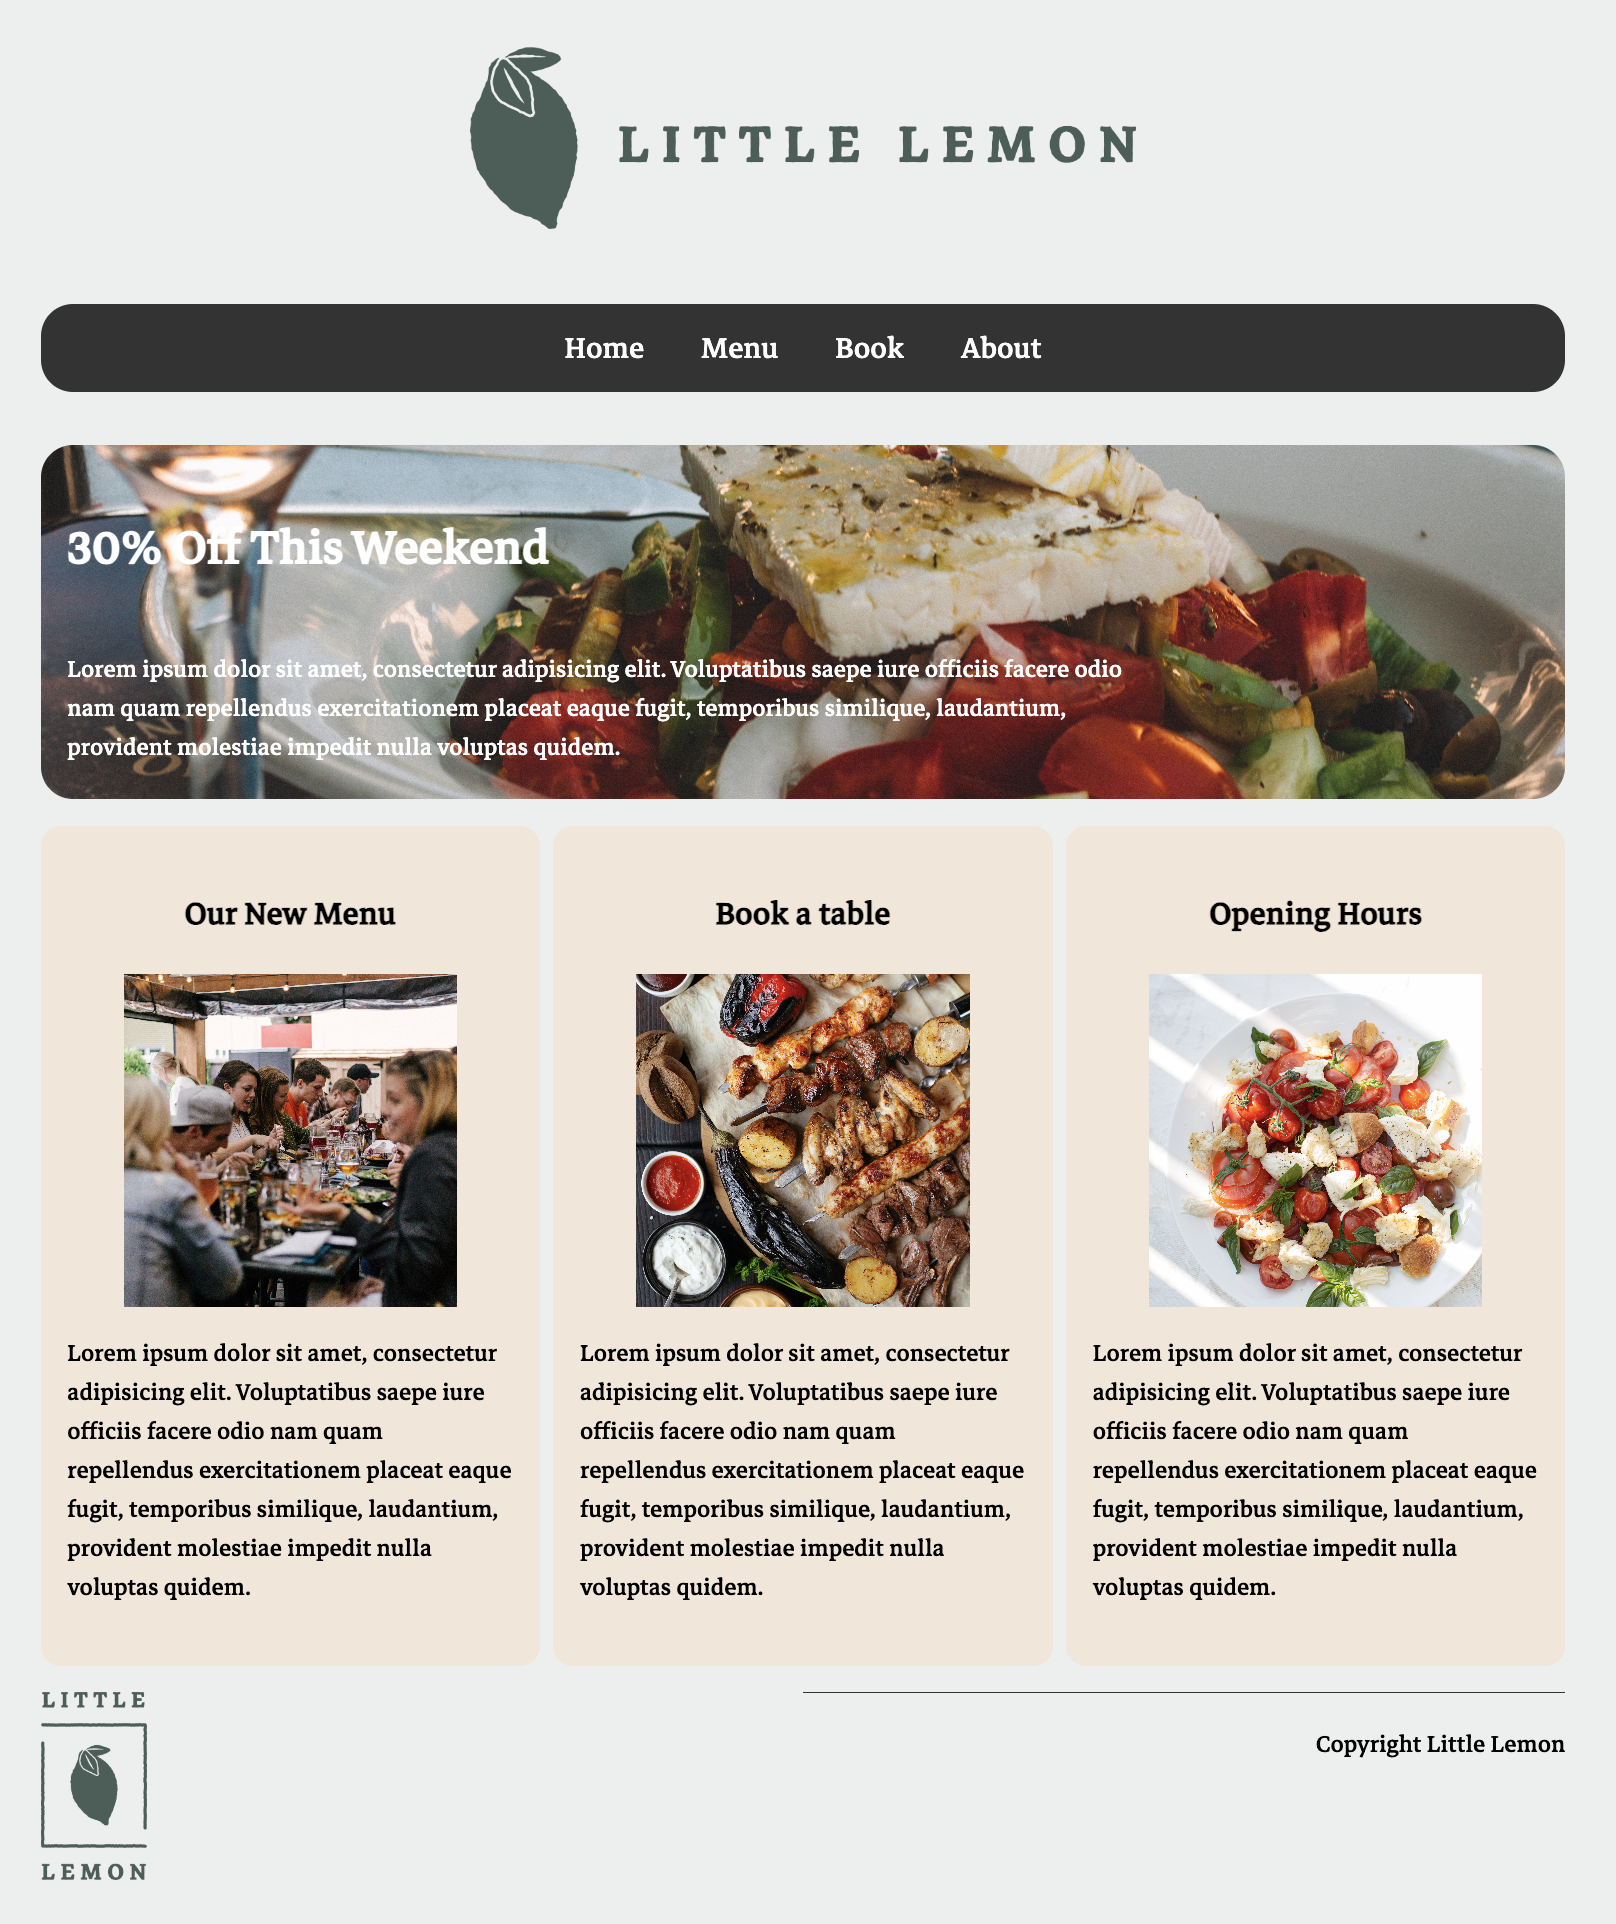 LITTLE LEMON
Home Menu Book About
30% Off This Weekend
Lorem ipsum dolor sit amet, consectetur adipisicing elit. Voluptatibus saepe iure officiis facere odio
nam quam repellendus exercitationem placeat eaque fugit, temporibus similique, laudantium,
provident molestiae impedit nulla voluptas quidem.
Our New Menu
Lorem ipsum dolor sit amet, consectetur
adipisicing elit. Voluptatibus saepe iure
officiis facere odio nam quam
repellendus exercitationem placeat eaque
fugit, temporibus similique, laudantium,
provident molestiae impedit nulla
voluptas quidem.
Book a table
Lorem ipsum dolor sit amet, consectetur
adipisicing elit. Voluptatibus saepe iure
officiis facere odio nam quam
repellendus exercitationem placeat eaque
fugit, temporibus similique, laudantium,
provident molestiae impedit nulla
voluptas quidem.
Opening Hours
Lorem ipsum dolor sit amet, consectetur
adipisicing elit. Voluptatibus saepe iure
officiis facere odio nam quam
repellendus exercitationem placeat eaque
fugit, temporibus similique, laudantium,
provident molestiae impedit nulla
voluptas quidem.
LITTLE
LEMON
Copyright Little Lemon